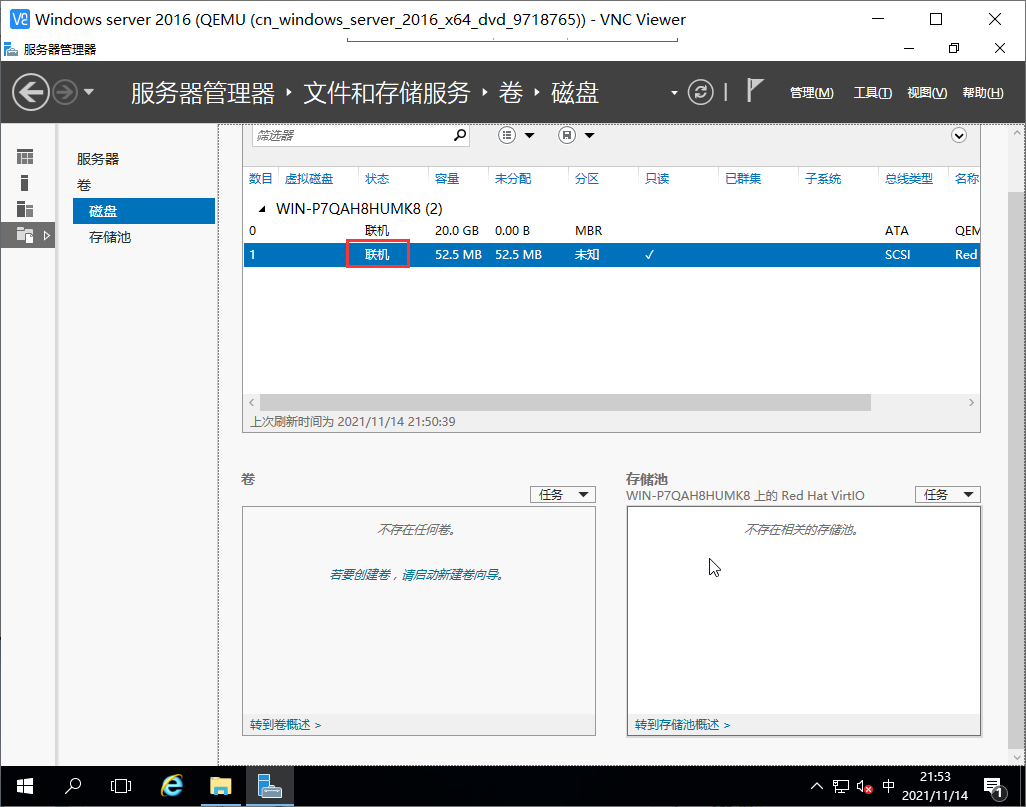 Windows server 2016 (QEMU (cn_windows_server_2016_x64_dvd_9718765)) - VNC Viewer
服务器管理器
服务器管理器 · 文件和存储服务 · 卷 · 磁盘
管理(M) 工具(T) 视图(V) 帮助(H)
服务器
卷
磁盘
存储池
筛选器
数目 虚拟磁盘 状态 容量 未分配 分区 只读 已群集 子系统 总线类型 名称
WIN-P7QAH8HUMK8 (2)
0 联机 20.0 GB 0.00 B MBR ATA QEM
1 联机 52.5 MB 52.5 MB 未知 ✓ SCSI Red
上次刷新时间为 2021/11/14 21:50:39
卷
任务
不存在任何卷。
若要创建卷，请启动新建卷向导。
转到卷概述 >
存储池
WIN-P7QAH8HUMK8 上的 Red Hat VirtIO
任务
不存在相关的存储池。
转到存储池概述 >
中
21:53
2021/11/14
1